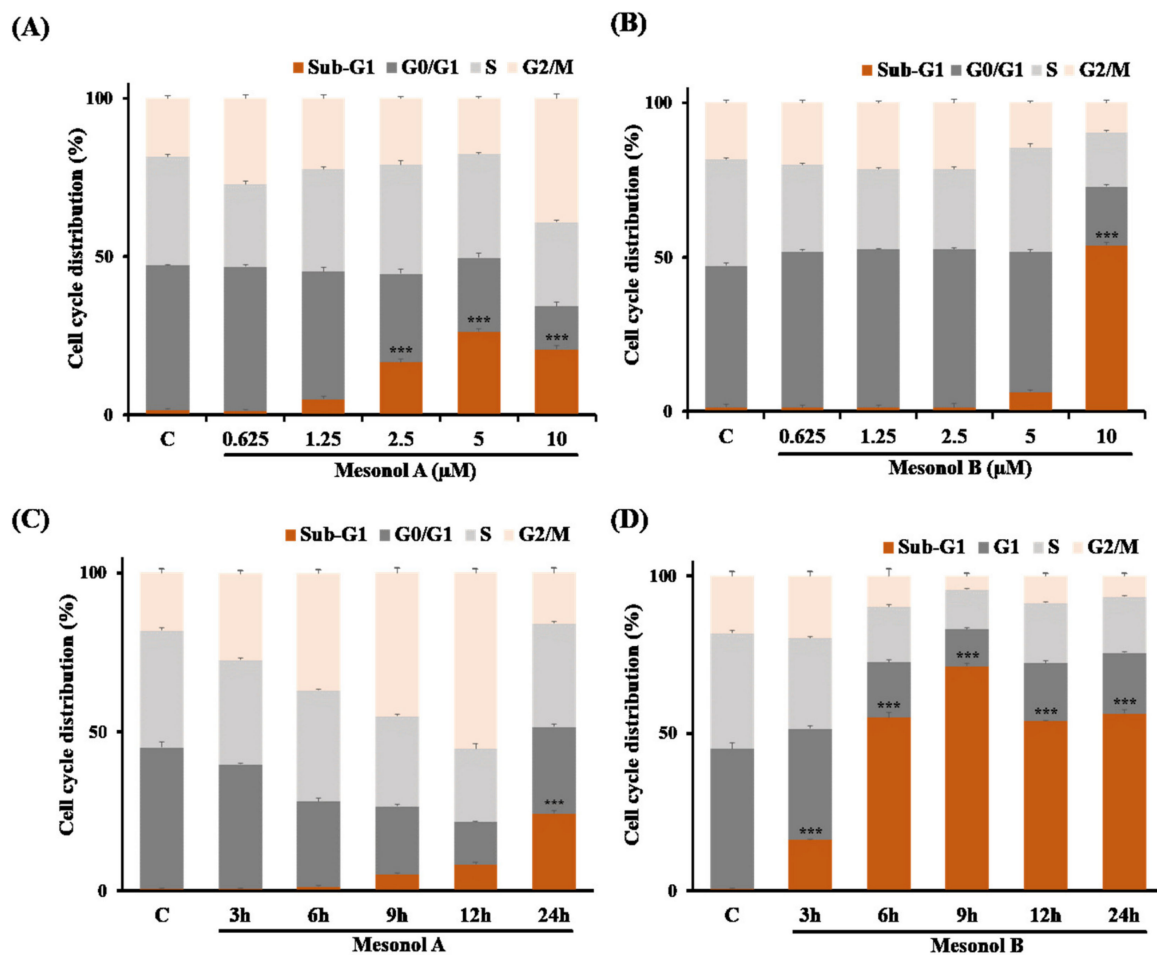 (A)
Sub-G1 G0/G1 S G2/M
Cell cycle distribution (%)
100
50
0
***
***
***
C 0.625 1.25 2.5 5 10
Mesonol A (μM)
(B)
Sub-G1 G0/G1 S G2/M
Cell cycle distribution (%)
100
50
0
***
C 0.625 1.25 2.5 5 10
Mesonol B (μM)
(C)
Sub-G1 G0/G1 S G2/M
Cell cycle distribution (%)
100
50
0
***
C 3h 6h 9h 12h 24h
Mesonol A
(D)
Sub-G1 G1 S G2/M
Cell cycle distribution (%)
100
50
0
***
***
***
***
***
C 3h 6h 9h 12h 24h
Mesonol B